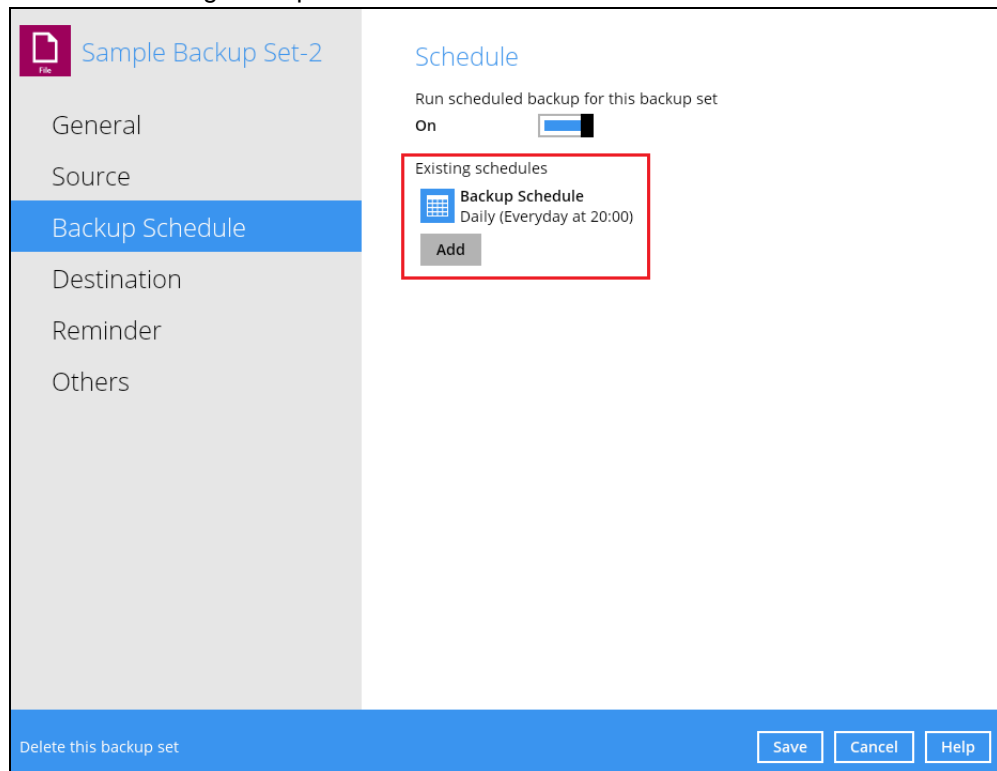 File
Sample Backup Set-2
General
Source
Backup Schedule
Destination
Reminder
Others
Schedule
Run scheduled backup for this backup set
On
Existing schedules
Backup Schedule
Daily (Everyday at 20:00)
Add
Delete this backup set
Save Cancel Help